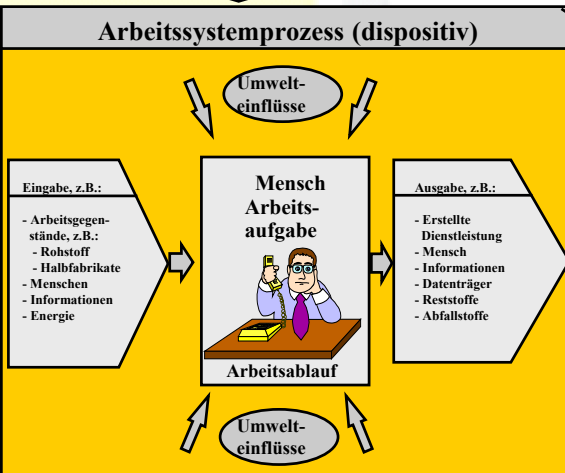 Arbeitssystemprozess (dispositiv)
Umwelt-
einflüsse
Eingabe, z.B.:
- Arbeitsgegen-
stände, z.B.:
- Rohstoff
- Halbfabrikate
- Menschen
- Informationen
- Energie
Mensch
Arbeits-
aufgabe
Arbeitsablauf
Ausgabe, z.B.:
- Erstellte
Dienstleistung
- Mensch
- Informationen
- Datenträger
- Reststoffe
- Abfallstoffe
Umwelt-
einflüsse